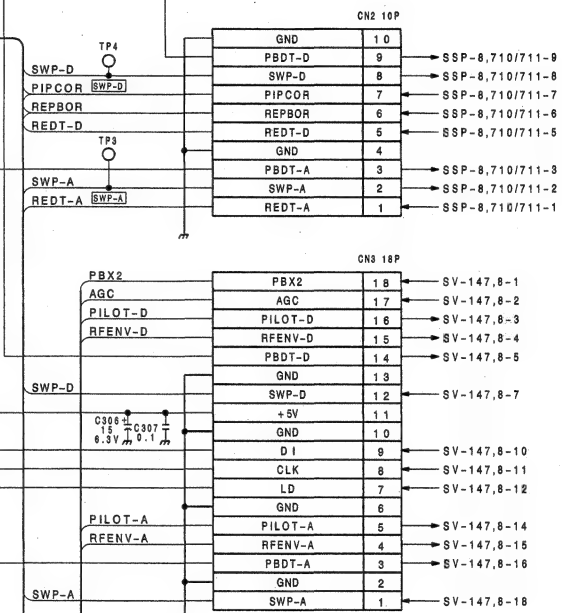 CN2 10P
GND 10
PBDT-D 9 SSP-8,710/711-9
TP4
SWP-D SWP-D 8 SSP-8,710/711-8
PIPCOR SWP-D PIPCOR 7 SSP-8,710/711-7
REPBOR REPBOR 6 SSP-8,710/711-6
REDT-D REDT-D 5 SSP-8,710/711-5
TP3
GND 4
PBDT-A 3 SSP-8,710/711-3
SWP-A SWP-A 2 SSP-8,710/711-2
REDT-A SWP-A REDT-A 1 SSP-8,710/711-1
CN3 18P
PBX2 PBX2 18 SV-147,8-1
AGC AGC 17 SV-147,8-2
PILOT-D PILOT-D 16 SV-147,8-3
RFENV-D RFENV-D 15 SV-147,8-4
PBDT-D 14 SV-147,8-5
GND 13
SWP-D SWP-D 12 SV-147,8-7
+5V 11
C306 + C307
15 0.1
6.3V
GND 10
DI 9 SV-147,8-10
CLK 8 SV-147,8-11
LD 7 SV-147,8-12
GND 6
PILOT-A PILOT-A 5 SV-147,8-14
RFENV-A RFENV-A 4 SV-147,8-15
PBDT-A 3 SV-147,8-16
GND 2
SWP-A SWP-A 1 SV-147,8-18